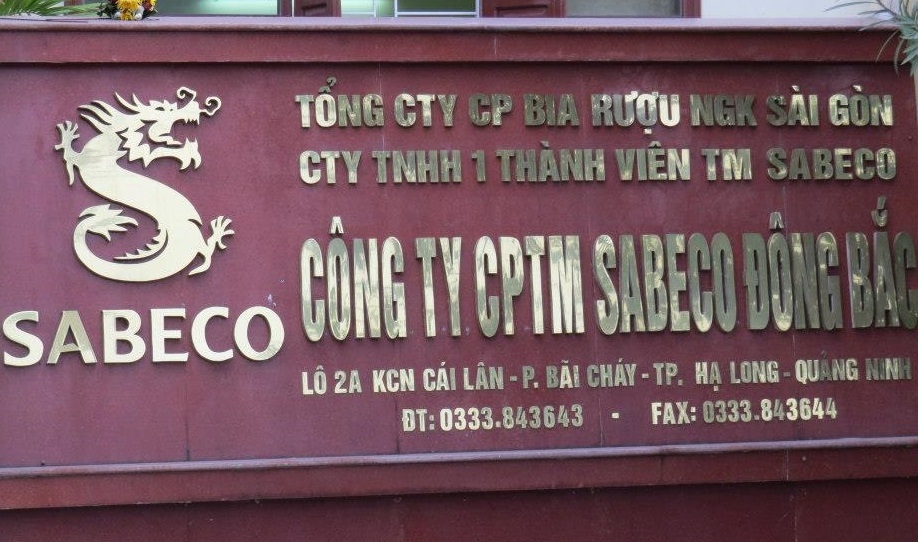 TỔNG CTY CP BIA RƯỢU NGK SÀI GÒN
CTY TNHH 1 THÀNH VIÊN TM SABECO
CÔNG TY CPTM SABECO ĐÔNG BẮC
SABECO
LÔ 2A KCN CÁI LÂN - P. BÃI CHÁY - TP. HẠ LONG - QUẢNG NINH
ĐT: 0333.843643 - FAX: 0333.843644